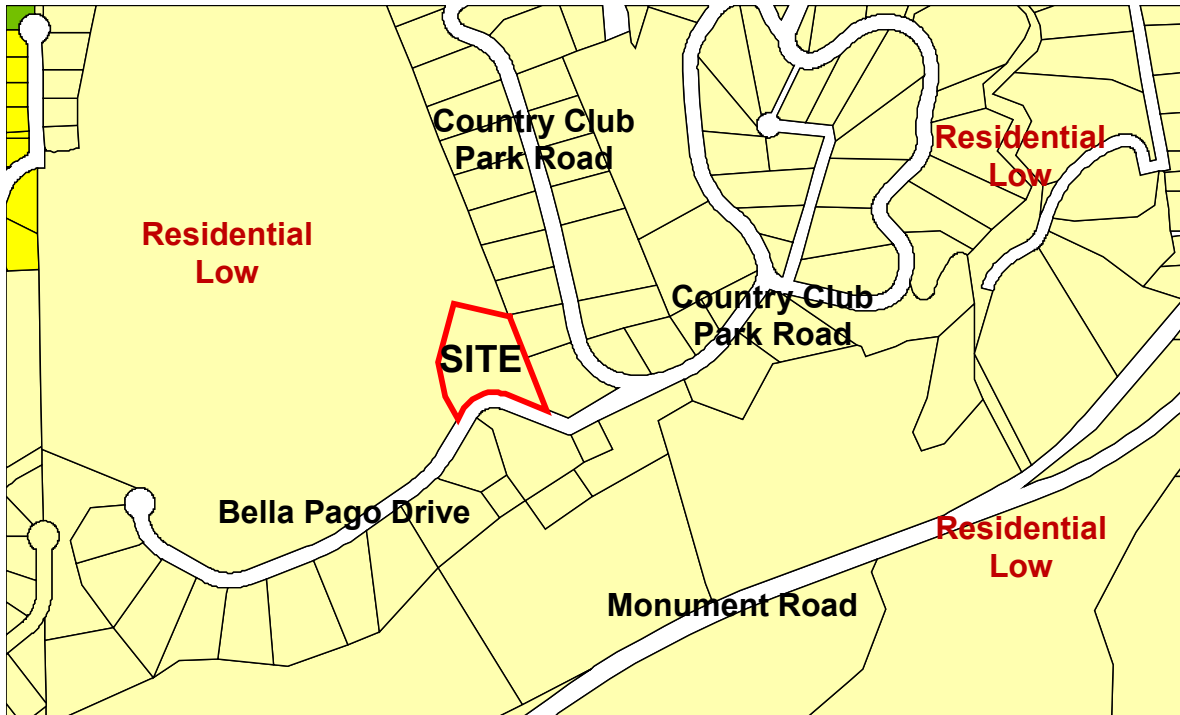 Country Club
Park Road
Residential
Low
Residential
Low
Country Club
Park Road
SITE
Bella Pago Drive
Residential
Low
Monument Road